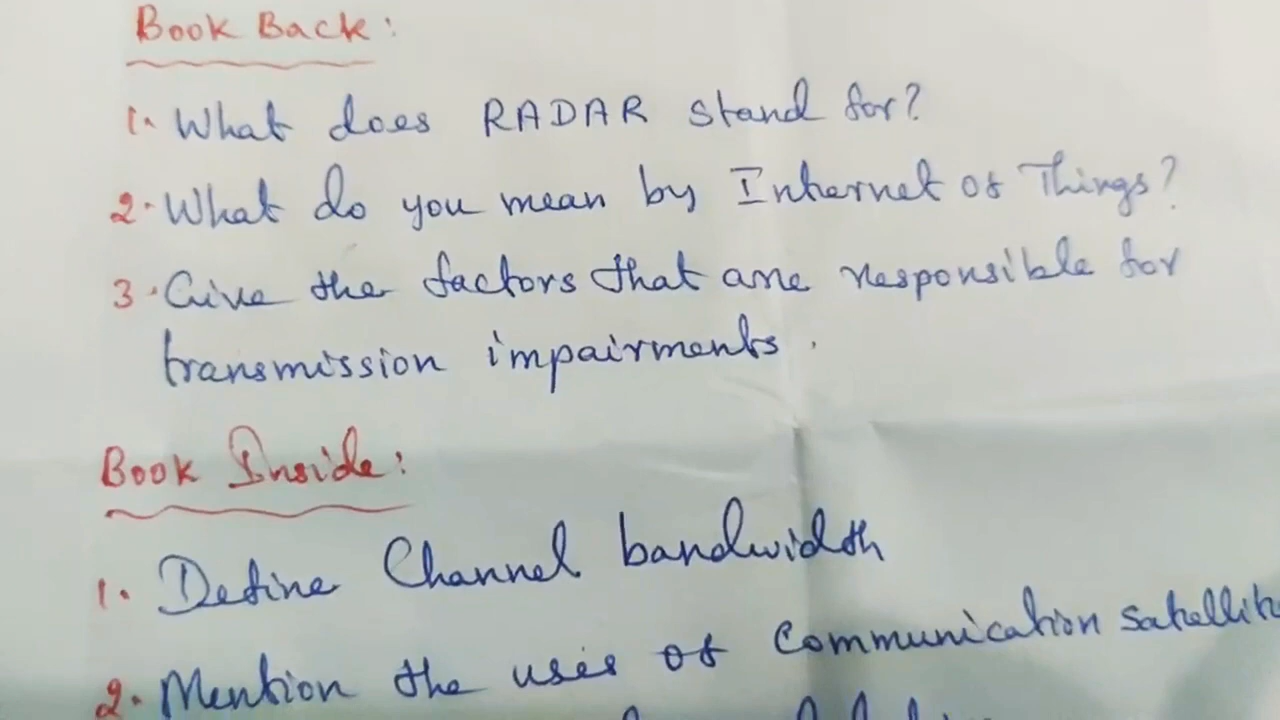 Book Back:
1. What does RADAR stand for?
2. What do you mean by Internet of Things?
3. Give the factors that are responsible for
transmission impairments.
Book Inside:
1. Define Channel bandwidth
2. Mention the uses of Communication satellite